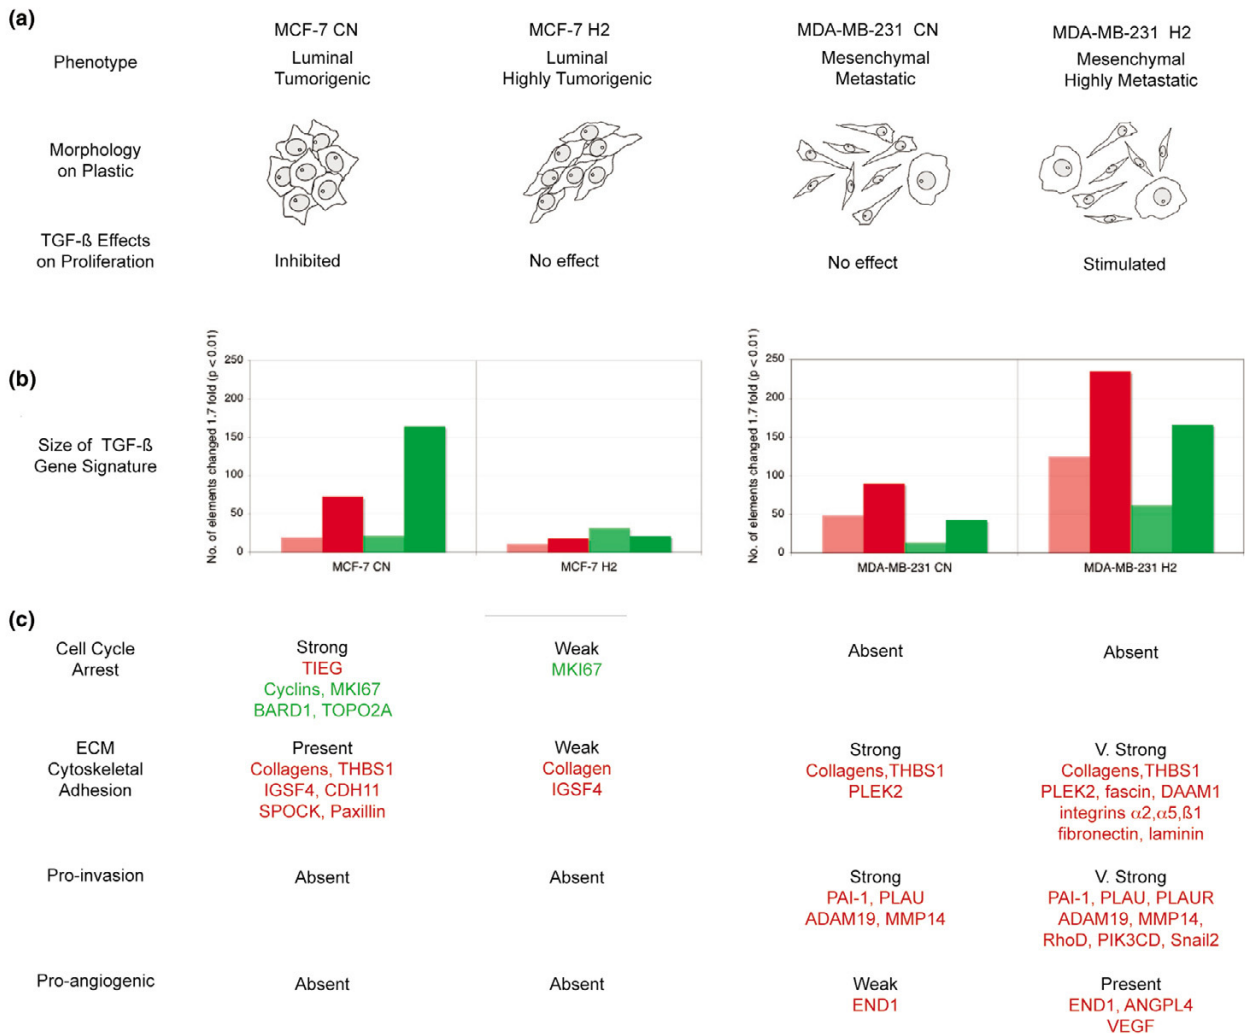 (a)
MCF-7 CN
MCF-7 H2
MDA-MB-231 CN
MDA-MB-231 H2
Phenotype
Luminal
Tumorigenic
Luminal
Highly Tumorigenic
Mesenchymal
Metastatic
Mesenchymal
Highly Metastatic
Morphology
on Plastic
TGF-ß Effects
on Proliferation
Inhibited
No effect
No effect
Stimulated
(b)
Size of TGF-ß
Gene Signature
No. of elements changed 1.7 fold (p < 0.01)
250
200
150
100
50
0
MCF-7 CN
MCF-7 H2
No. of elements changed 1.7 fold (p < 0.01)
250
200
150
100
50
0
MDA-MB-231 CN
MDA-MB-231 H2
(c)
Cell Cycle
Arrest
Strong
TIEG
Cyclins, MKI67
BARD1, TOPO2A
Weak
MKI67
Absent
Absent
ECM
Cytoskeletal
Adhesion
Present
Collagens, THBS1
IGSF4, CDH11
SPOCK, Paxillin
Weak
Collagen
IGSF4
Strong
Collagens,THBS1
PLEK2
V. Strong
Collagens,THBS1
PLEK2, fascin, DAAM1
integrins α2,α5,ß1
fibronectin, laminin
Pro-invasion
Absent
Absent
Strong
PAI-1, PLAU
ADAM19, MMP14
V. Strong
PAI-1, PLAU, PLAUR
ADAM19, MMP14,
RhoD, PIK3CD, Snail2
Pro-angiogenic
Absent
Absent
Weak
END1
Present
END1, ANGPL4
VEGF